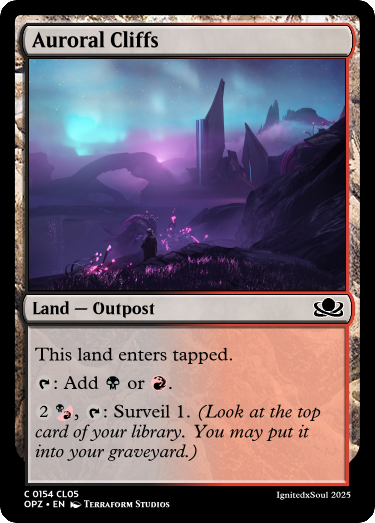 Auroral Cliffs
Land — Outpost
This land enters tapped.
: Add or .
2 , : Surveil 1. (Look at the top
card of your library. You may put it
into your graveyard.)
C 0154 CL05
OPZ • EN Terraform Studios
IgnitedxSoul 2025